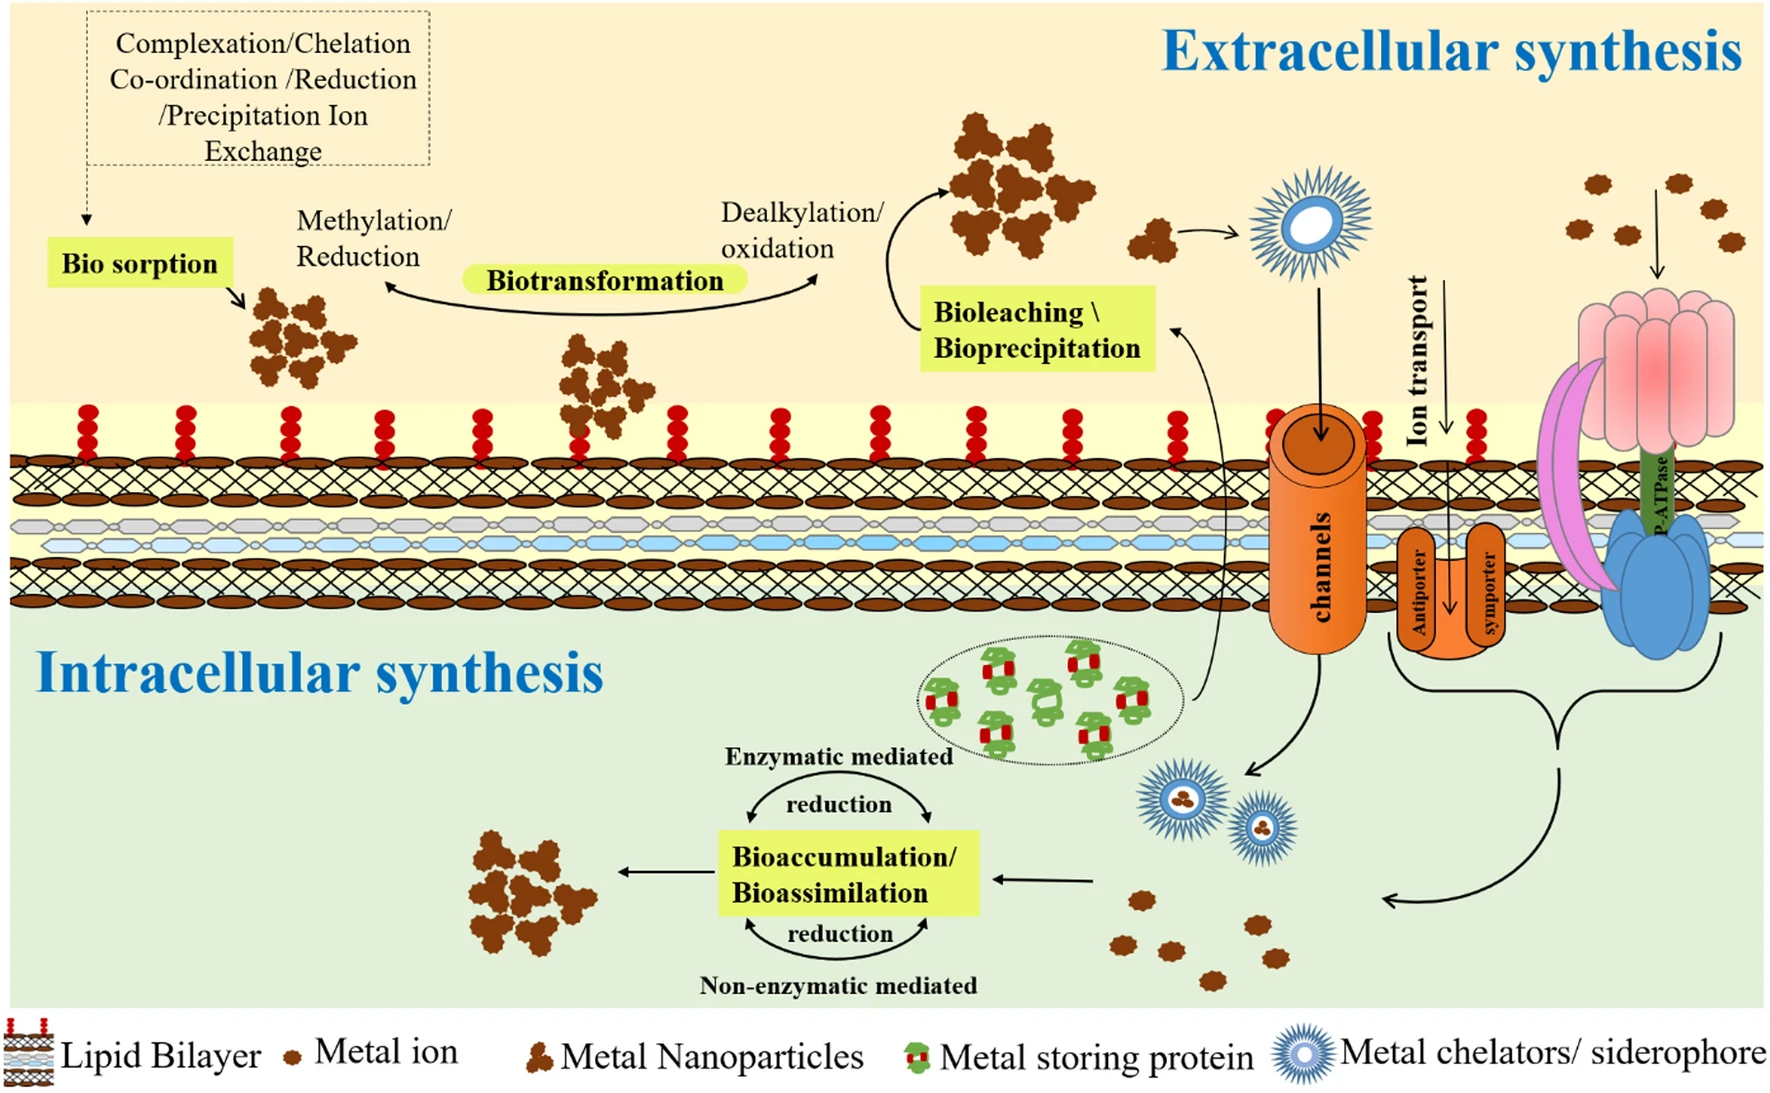 Complexation/Chelation
Co-ordination /Reduction
/Precipitation Ion
Exchange
Extracellular synthesis
Bio sorption
Methylation/
Reduction
Biotransformation
Dealkylation/
oxidation
Bioleaching \
Bioprecipitation
Ion transport
channels
Antiporter
symporter
P-ATPase
Intracellular synthesis
Enzymatic mediated
reduction
Bioaccumulation/
Bioassimilation
reduction
Non-enzymatic mediated
Lipid Bilayer
Metal ion
Metal Nanoparticles
Metal storing protein
Metal chelators/ siderophore